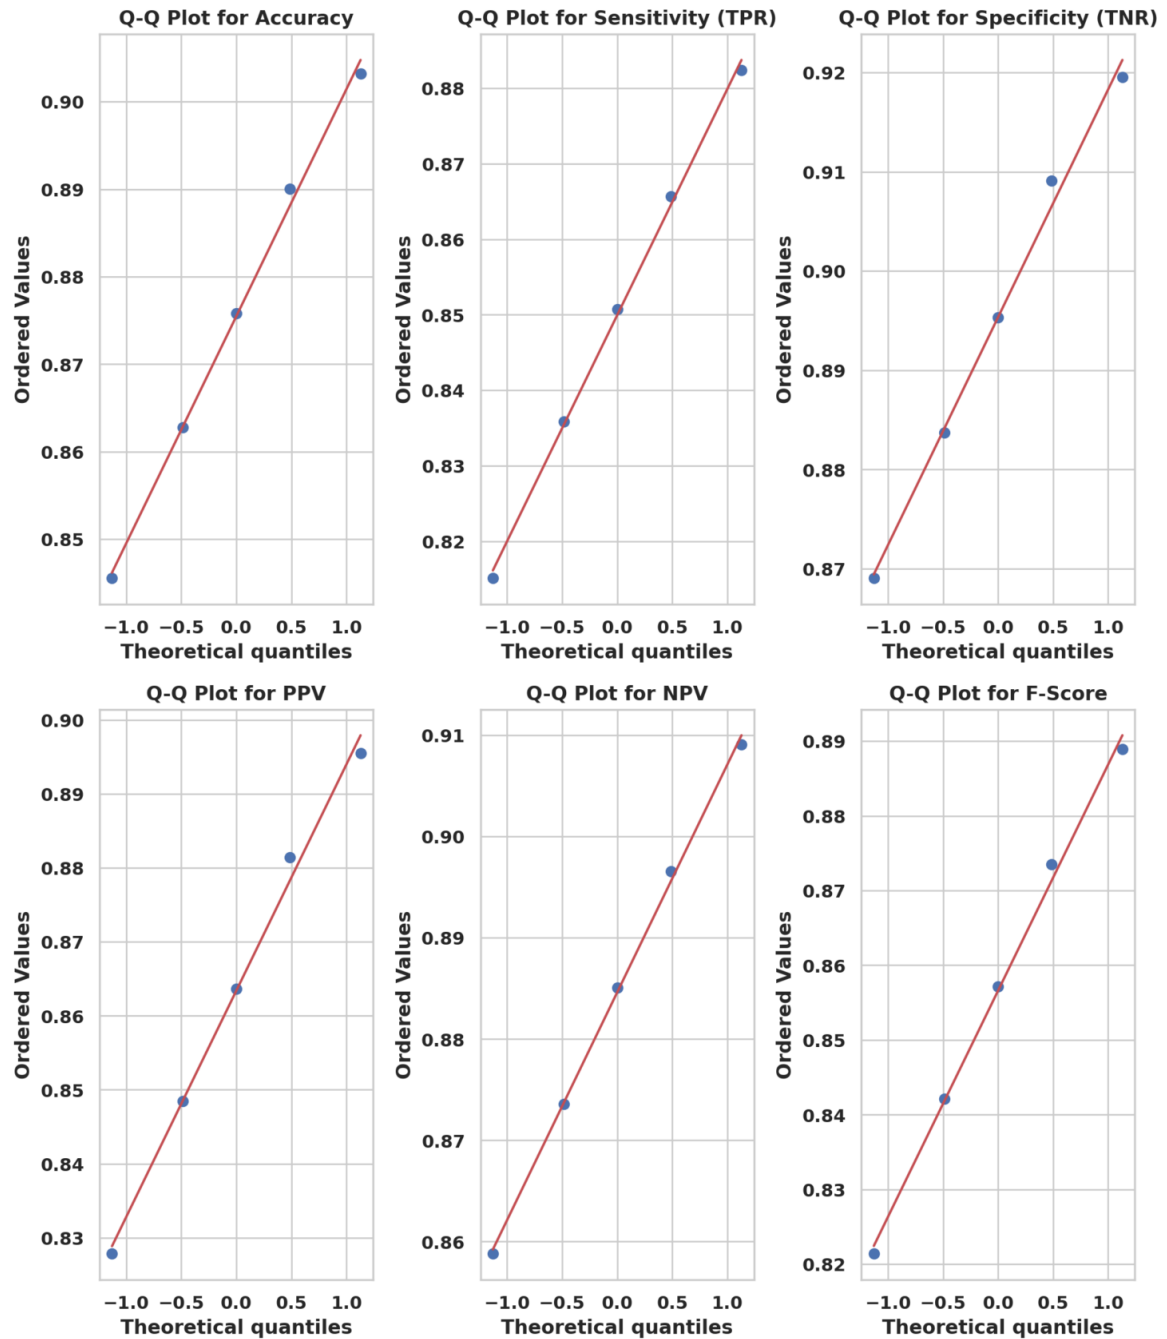 Q-Q Plot for Accuracy
Ordered Values
0.90
0.89
0.88
0.87
0.86
0.85
−1.0 −0.5 0.0 0.5 1.0
Theoretical quantiles
Q-Q Plot for Sensitivity (TPR)
Ordered Values
0.88
0.87
0.86
0.85
0.84
0.83
0.82
−1.0 −0.5 0.0 0.5 1.0
Theoretical quantiles
Q-Q Plot for Specificity (TNR)
Ordered Values
0.92
0.91
0.90
0.89
0.88
0.87
−1.0 −0.5 0.0 0.5 1.0
Theoretical quantiles
Q-Q Plot for PPV
Ordered Values
0.90
0.89
0.88
0.87
0.86
0.85
0.84
0.83
−1.0 −0.5 0.0 0.5 1.0
Theoretical quantiles
Q-Q Plot for NPV
Ordered Values
0.91
0.90
0.89
0.88
0.87
0.86
−1.0 −0.5 0.0 0.5 1.0
Theoretical quantiles
Q-Q Plot for F-Score
Ordered Values
0.89
0.88
0.87
0.86
0.85
0.84
0.83
0.82
−1.0 −0.5 0.0 0.5 1.0
Theoretical quantiles